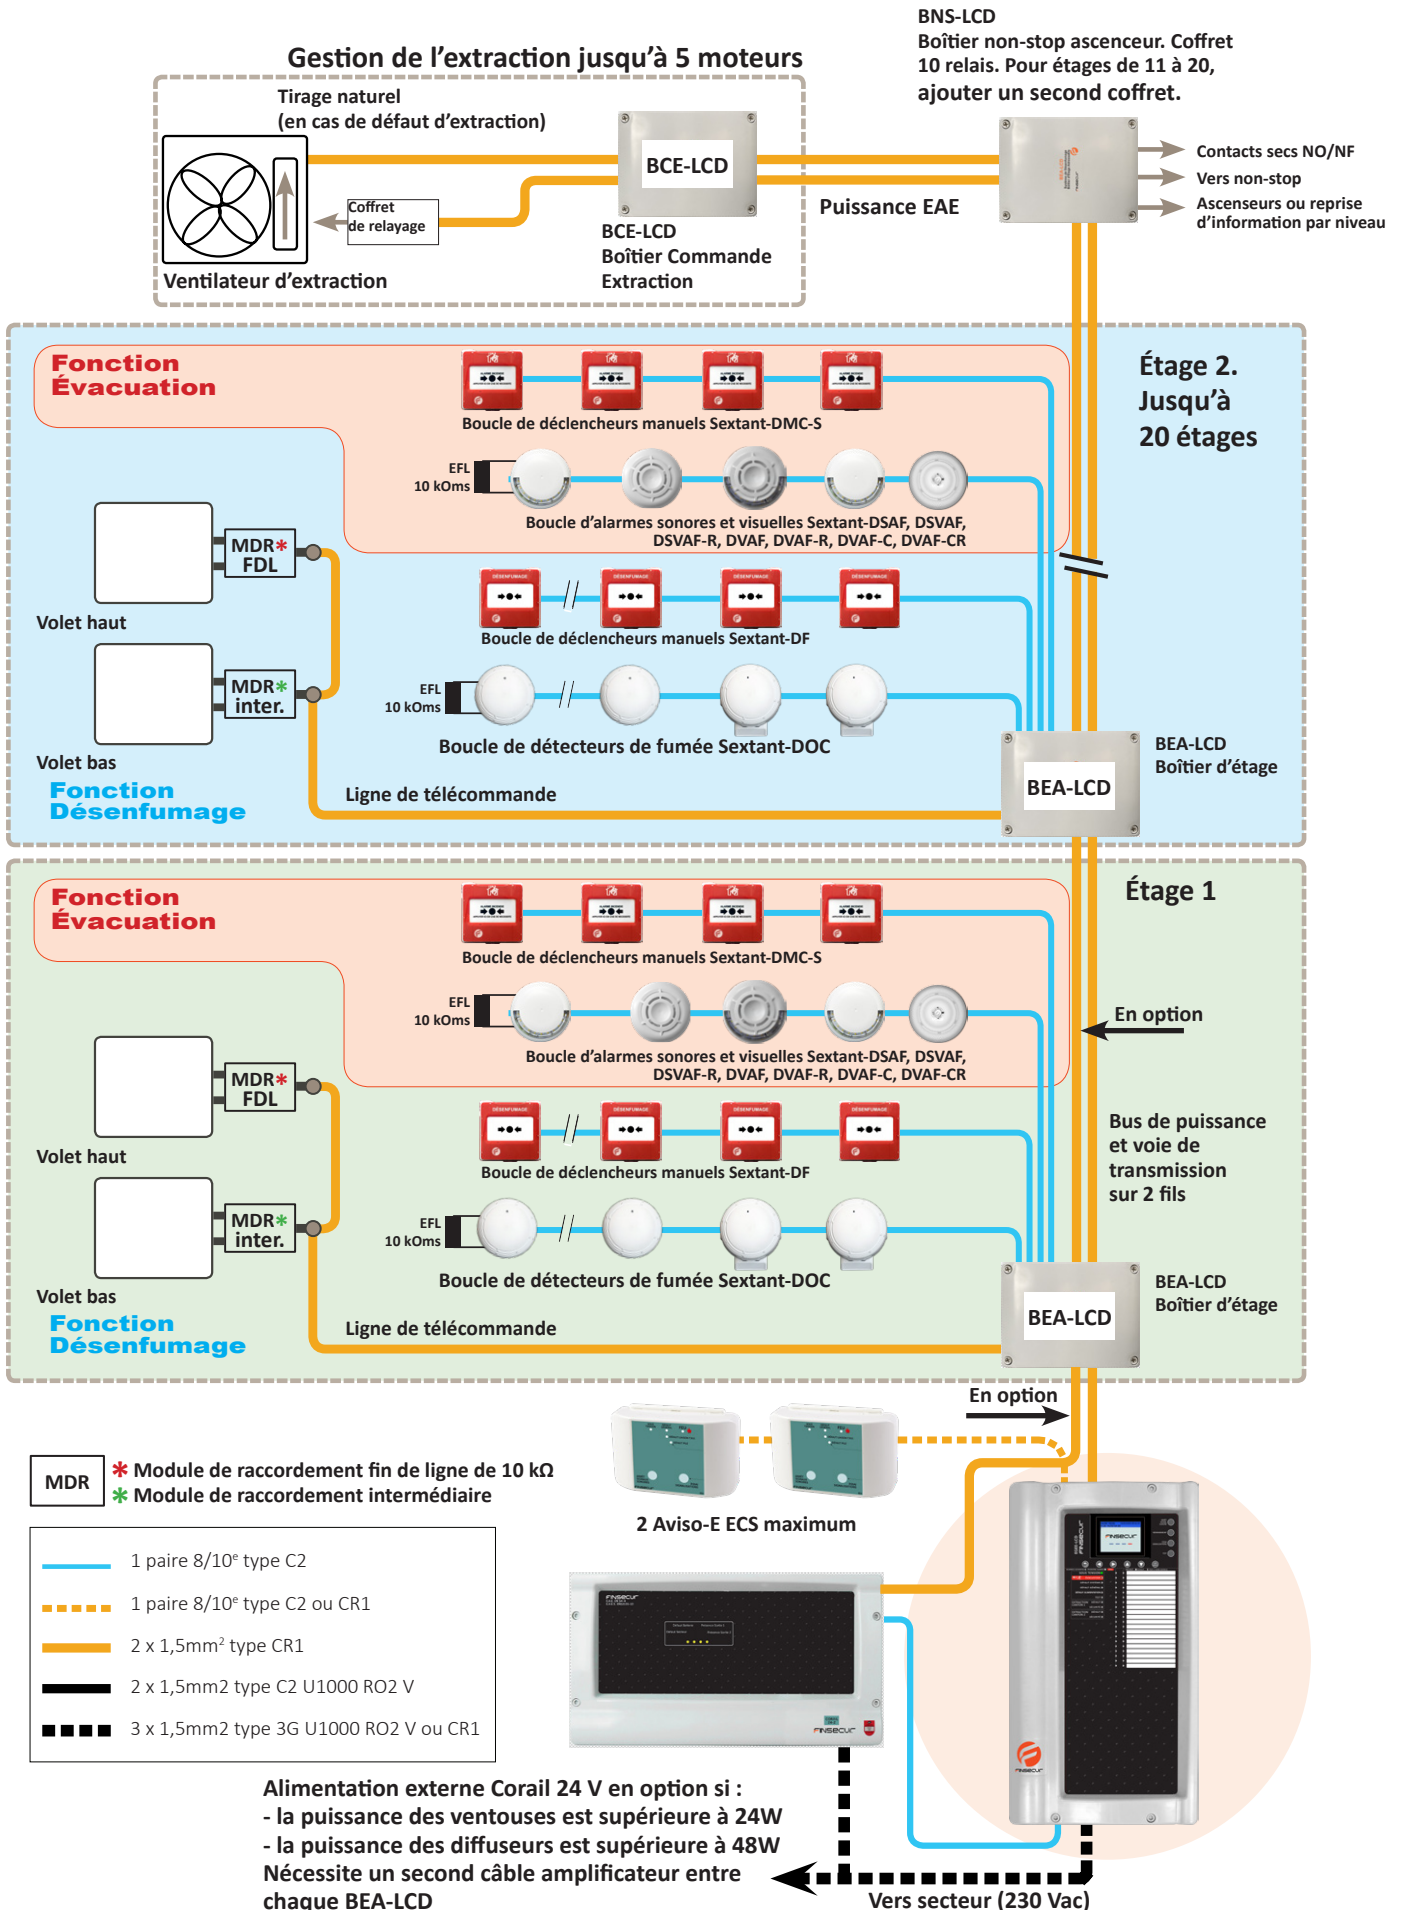 BNS-LCD
Boîtier non-stop ascenceur. Coffret
10 relais. Pour étages de 11 à 20,
ajouter un second coffret.
Gestion de l'extraction jusqu'à 5 moteurs
Tirage naturel
(en cas de défaut d'extraction)
BCE-LCD
Coffret
de relayage
Ventilateur d'extraction
BCE-LCD
Boîtier Commande
Extraction
Puissance EAE
Contacts secs NO/NF
Vers non-stop
Ascenseurs ou reprise
d'information par niveau
Fonction
Évacuation
Étage 2.
Jusqu'à
20 étages
Boucle de déclencheurs manuels Sextant-DMC-S
EFL
10 kOms
Boucle d'alarmes sonores et visuelles Sextant-DSAF, DSVAF,
DSVAF-R, DVAF, DVAF-R, DVAF-C, DVAF-CR
MDR*
FDL
Volet haut
DÉSENFUMAGE
DÉSENFUMAGE
DÉSENFUMAGE
DÉSENFUMAGE
Boucle de déclencheurs manuels Sextant-DF
MDR*
inter.
Volet bas
EFL
10 kOms
Boucle de détecteurs de fumée Sextant-DOC
BEA-LCD
BEA-LCD
Boîtier d'étage
Fonction
Désenfumage
Ligne de télécommande
Fonction
Évacuation
Étage 1
Boucle de déclencheurs manuels Sextant-DMC-S
EFL
10 kOms
Boucle d'alarmes sonores et visuelles Sextant-DSAF, DSVAF,
DSVAF-R, DVAF, DVAF-R, DVAF-C, DVAF-CR
En option
MDR*
FDL
Volet haut
DÉSENFUMAGE
DÉSENFUMAGE
DÉSENFUMAGE
DÉSENFUMAGE
Boucle de déclencheurs manuels Sextant-DF
Bus de puissance
et voie de
transmission
sur 2 fils
MDR*
inter.
Volet bas
EFL
10 kOms
Boucle de détecteurs de fumée Sextant-DOC
BEA-LCD
BEA-LCD
Boîtier d'étage
Fonction
Désenfumage
Ligne de télécommande
En option
MDR
* Module de raccordement fin de ligne de 10 kΩ
* Module de raccordement intermédiaire
2 Aviso-E ECS maximum
1 paire 8/10e type C2
1 paire 8/10e type C2 ou CR1
2 x 1,5mm2 type CR1
2 x 1,5mm2 type C2 U1000 RO2 V
3 x 1,5mm2 type 3G U1000 RO2 V ou CR1
FINSECUR
FINSECUR
FINSECUR
FINSECUR
Alimentation externe Corail 24 V en option si :
- la puissance des ventouses est supérieure à 24W
- la puissance des diffuseurs est supérieure à 48W
Nécessite un second câble amplificateur entre
chaque BEA-LCD
Vers secteur (230 Vac)